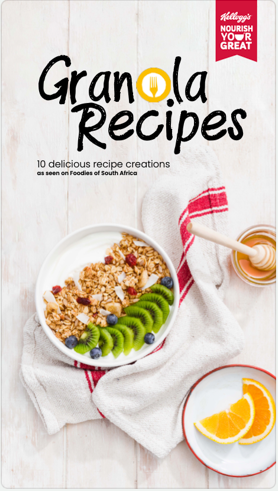 Kellogg's
NOURISH
YOUR
GREAT
Granola
Recipes
10 delicious recipe creations
as seen on Foodies of South Africa